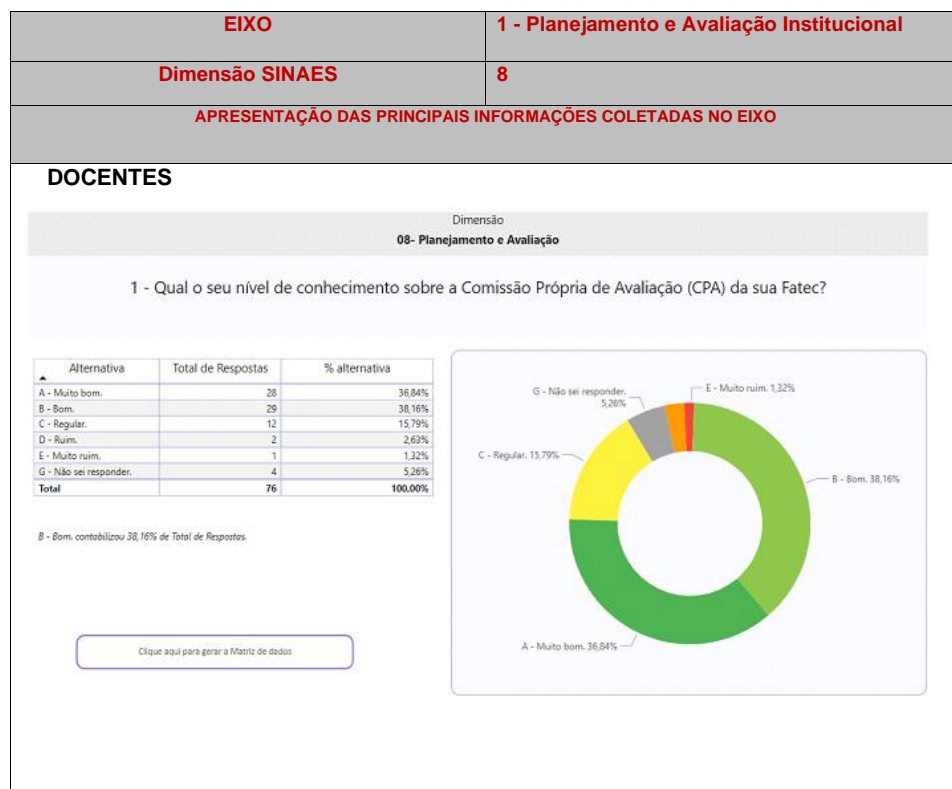 EIXO 1 - Planejamento e Avaliação Institucional
Dimensão SINAES 8
APRESENTAÇÃO DAS PRINCIPAIS INFORMAÇÕES COLETADAS NO EIXO
DOCENTES
Dimensão
08- Planejamento e Avaliação
1 - Qual o seu nível de conhecimento sobre a Comissão Própria de Avaliação (CPA) da sua Fatec?
Alternativa Total de Respostas % alternativa
A - Muito bom. 28 36,84%
B - Bom. 29 38,16%
C - Regular. 12 15,79%
D - Ruim. 2 2,63%
E - Muito ruim. 1 1,32%
G - Não sei responder. 4 5,26%
Total 76 100,00%
B - Bom. contabilizou 38,16% de Total de Respostas.
Clique aqui para gerar a Matriz de dados
G - Não sei responder.
5,26%
E - Muito ruim. 1,32%
C - Regular. 15,79%
B - Bom. 38,16%
A - Muito bom. 36,84%